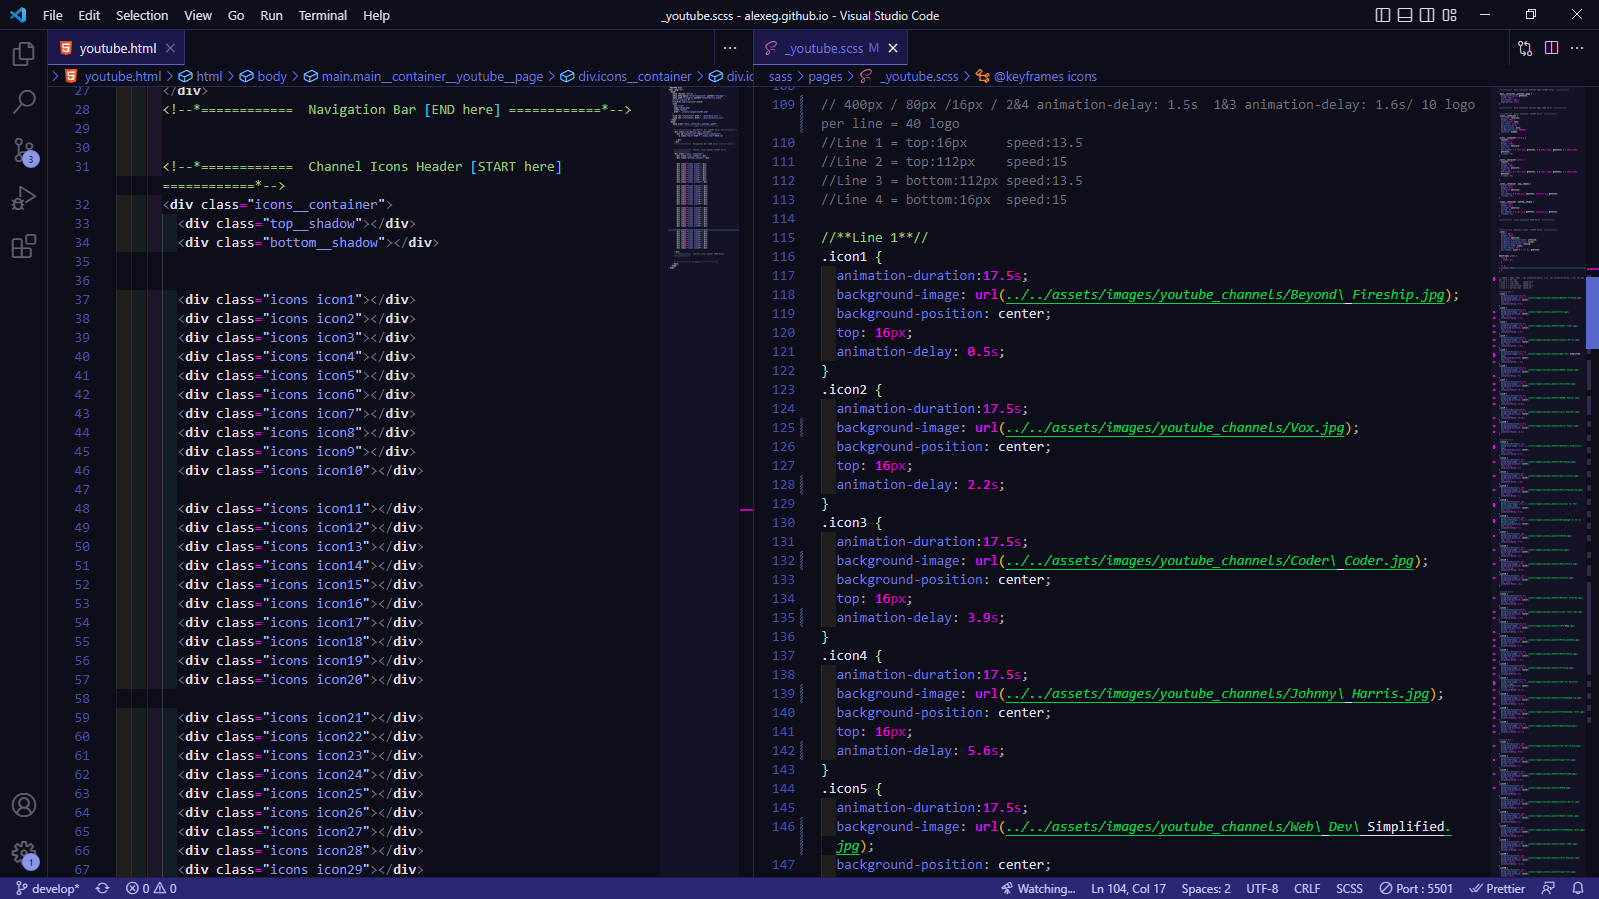 File Edit Selection View Go Run Terminal Help
_youtube.scss - alexeg.github.io - Visual Studio Code
youtube.html
_youtube.scss M
youtube.html > html > body > main.main__container__youtube__page > div.icons__container > div.ic
sass > pages > _youtube.scss > @keyframes icons
27 </div>
28 <!--*============ Navigation Bar [END here] ============*-->
29
30
31 <!--*============ Channel Icons Header [START here]
============*-->
32 <div class="icons__container">
33 <div class="top__shadow"></div>
34 <div class="bottom__shadow"></div>
35
36
37 <div class="icons icon1"></div>
38 <div class="icons icon2"></div>
39 <div class="icons icon3"></div>
40 <div class="icons icon4"></div>
41 <div class="icons icon5"></div>
42 <div class="icons icon6"></div>
43 <div class="icons icon7"></div>
44 <div class="icons icon8"></div>
45 <div class="icons icon9"></div>
46 <div class="icons icon10"></div>
47
48 <div class="icons icon11"></div>
49 <div class="icons icon12"></div>
50 <div class="icons icon13"></div>
51 <div class="icons icon14"></div>
52 <div class="icons icon15"></div>
53 <div class="icons icon16"></div>
54 <div class="icons icon17"></div>
55 <div class="icons icon18"></div>
56 <div class="icons icon19"></div>
57 <div class="icons icon20"></div>
58
59 <div class="icons icon21"></div>
60 <div class="icons icon22"></div>
61 <div class="icons icon23"></div>
62 <div class="icons icon24"></div>
63 <div class="icons icon25"></div>
64 <div class="icons icon26"></div>
65 <div class="icons icon27"></div>
66 <div class="icons icon28"></div>
67 <div class="icons icon29"></div>
109 // 400px / 80px /16px / 2&4 animation-delay: 1.5s 1&3 animation-delay: 1.6s/ 10 logo
per line = 40 logo
110 //Line 1 = top:16px speed:13.5
111 //Line 2 = top:112px speed:15
112 //Line 3 = bottom:112px speed:13.5
113 //Line 4 = bottom:16px speed:15
114
115 //**Line 1**//
116 .icon1 {
117 animation-duration:17.5s;
118 background-image: url(../../assets/images/youtube_channels/Beyond\_Fireship.jpg);
119 background-position: center;
120 top: 16px;
121 animation-delay: 0.5s;
122 }
123 .icon2 {
124 animation-duration:17.5s;
125 background-image: url(../../assets/images/youtube_channels/Vox.jpg);
126 background-position: center;
127 top: 16px;
128 animation-delay: 2.2s;
129 }
130 .icon3 {
131 animation-duration:17.5s;
132 background-image: url(../../assets/images/youtube_channels/Coder\_Coder.jpg);
133 background-position: center;
134 top: 16px;
135 animation-delay: 3.9s;
136 }
137 .icon4 {
138 animation-duration:17.5s;
139 background-image: url(../../assets/images/youtube_channels/Johnny\_Harris.jpg);
140 background-position: center;
141 top: 16px;
142 animation-delay: 5.6s;
143 }
144 .icon5 {
145 animation-duration:17.5s;
146 background-image: url(../../assets/images/youtube_channels/Web\_Dev\_Simplified.
jpg);
147 background-position: center;
3
1
develop* 0 0
Watching... Ln 104, Col 17 Spaces: 2 UTF-8 CRLF SCSS Port : 5501 Prettier